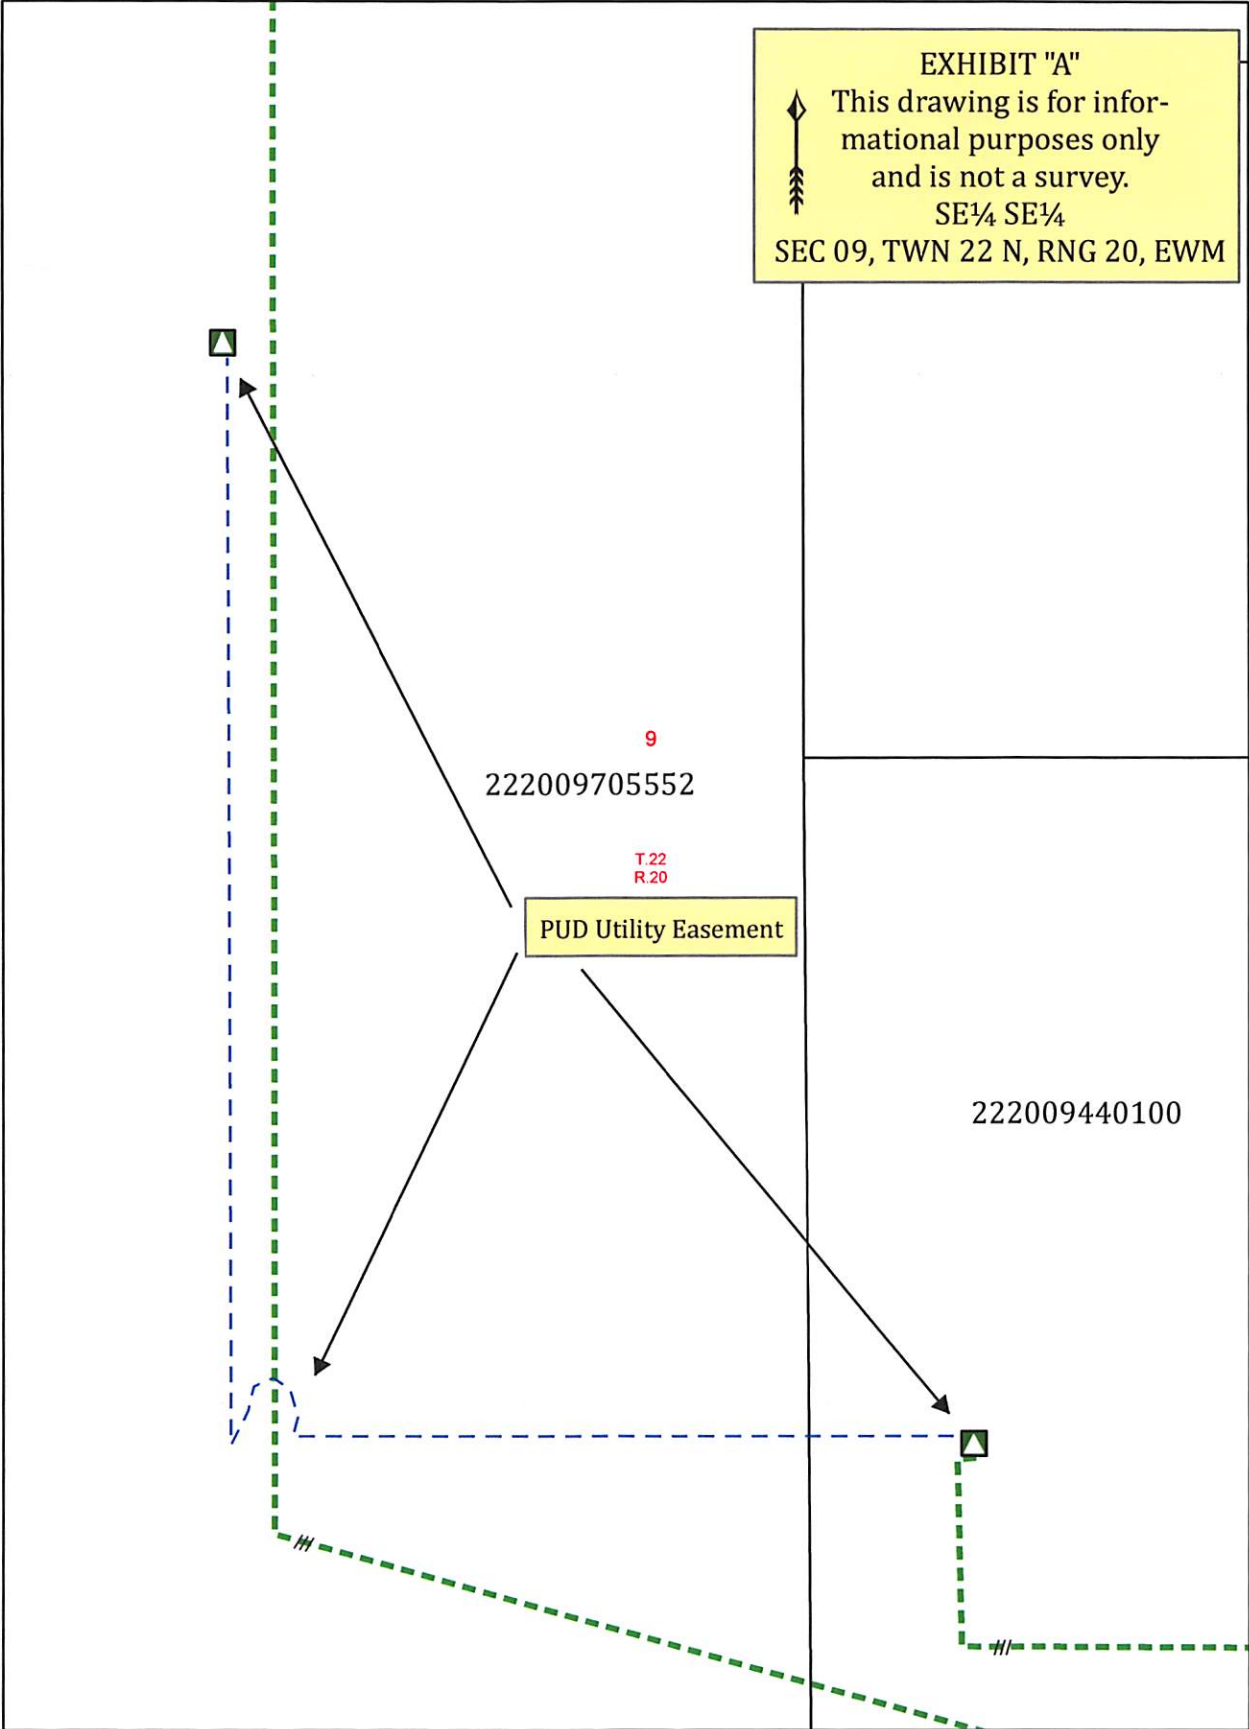 EXHIBIT "A"
This drawing is for infor-
mational purposes only
and is not a survey.
SE¼ SE¼
SEC 09, TWN 22 N, RNG 20, EWM
9
222009705552
T.22
R.20
PUD Utility Easement
222009440100